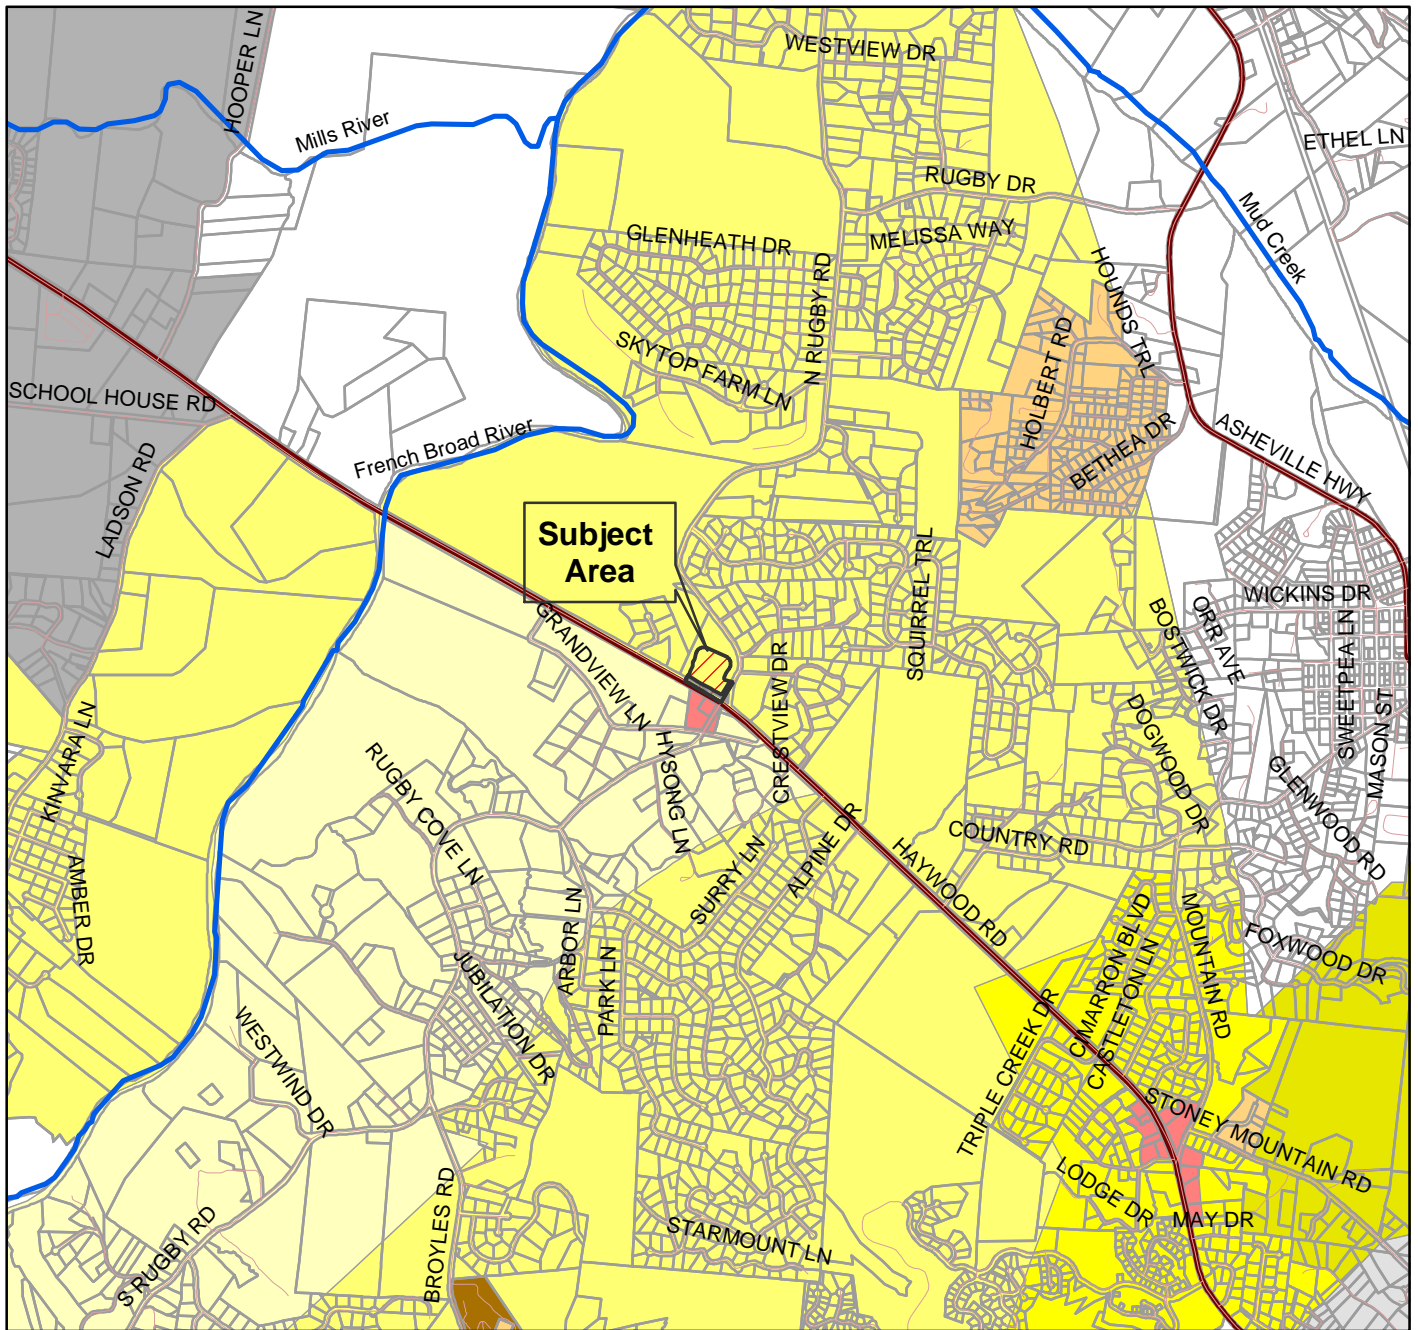 HOOPER LN
WESTVIEW DR
Mills River
ETHEL LN
RUGBY DR
Mud Creek
GLENHEATH DR
MELISSA WAY
HOUNDS TRL
N RUGBY RD
HOLBERT RD
SKYTOP FARM LN
SCHOOL HOUSE RD
BETHEA DR
ASHEVILLE HWY
French Broad River
LADSON RD
Subject
Area
SQUIRREL TRL
WICKINS DR
GRANDVIEW LN
BOSTWICK DR
ORR AVE
SWEETPEA LN
MASON ST
CRESTVIEW DR
DOGWOOD DR
KINVARA LN
HYSONG LN
RUGBY COVE LN
GLENWOOD RD
COUNTRY RD
ALPINE DR
SURRY LN
HAYWOOD RD
AMBER DR
ARBOR LN
PARK LN
CIMARRON BLVD
CASTLETON LN
MOUNTAIN RD
FOXWOOD DR
JUBILATION DR
WESTWIND DR
TRIPLE CREEK DR
STONEY MOUNTAIN RD
LODGE DR
MAY DR
S RUGBY RD
BROYLES RD
STARMOUNT LN